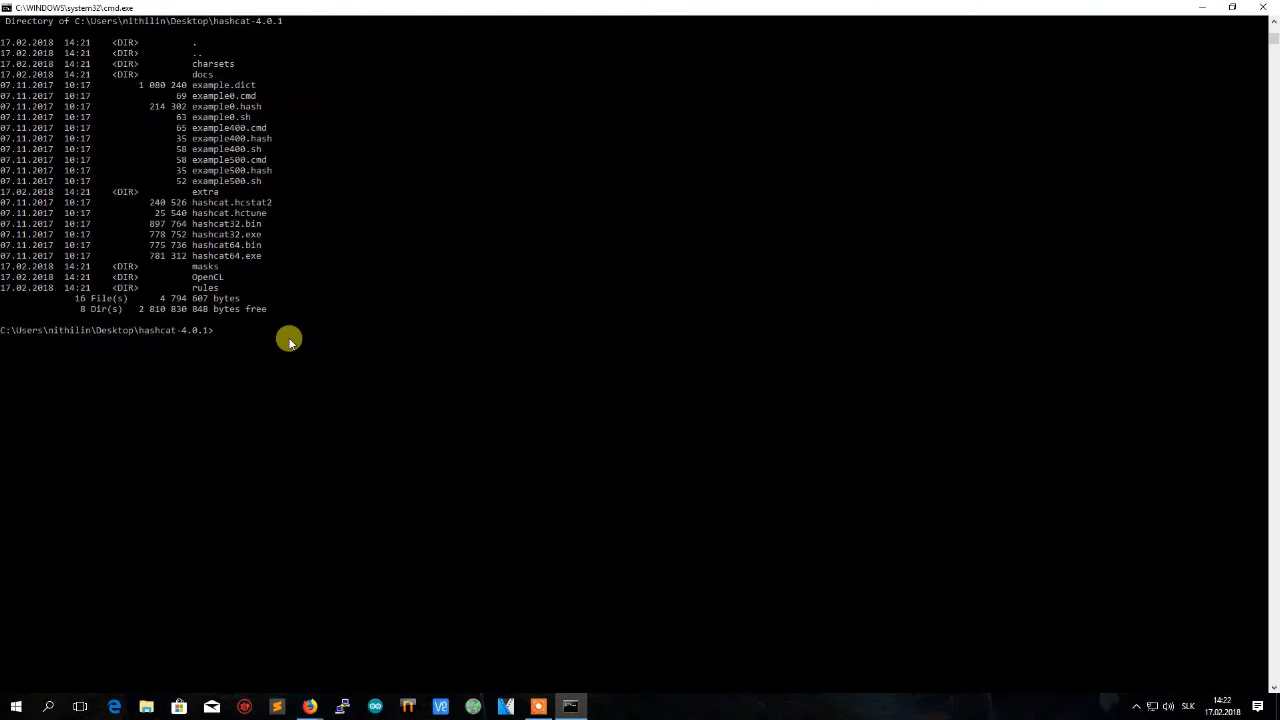 C:\WINDOWS\system32\cmd.exe
Directory of C:\Users\nithilin\Desktop\hashcat-4.0.1
17.02.2018 14:21 <DIR> .
17.02.2018 14:21 <DIR> ..
17.02.2018 14:21 <DIR> charsets
17.02.2018 14:21 <DIR> docs
07.11.2017 10:17 1 080 240 example.dict
07.11.2017 10:17 69 example0.cmd
07.11.2017 10:17 214 302 example0.hash
07.11.2017 10:17 63 example0.sh
07.11.2017 10:17 65 example400.cmd
07.11.2017 10:17 35 example400.hash
07.11.2017 10:17 58 example400.sh
07.11.2017 10:17 58 example500.cmd
07.11.2017 10:17 35 example500.hash
07.11.2017 10:17 52 example500.sh
17.02.2018 14:21 <DIR> extra
07.11.2017 10:17 240 526 hashcat.hcstat2
07.11.2017 10:17 25 540 hashcat.hctune
07.11.2017 10:17 897 764 hashcat32.bin
07.11.2017 10:17 778 752 hashcat32.exe
07.11.2017 10:17 775 736 hashcat64.bin
07.11.2017 10:17 781 312 hashcat64.exe
17.02.2018 14:21 <DIR> masks
17.02.2018 14:21 <DIR> OpenCL
17.02.2018 14:21 <DIR> rules
16 File(s) 4 794 607 bytes
8 Dir(s) 2 810 830 848 bytes free
C:\Users\nithilin\Desktop\hashcat-4.0.1>
SLK
14:22
17.02.2018